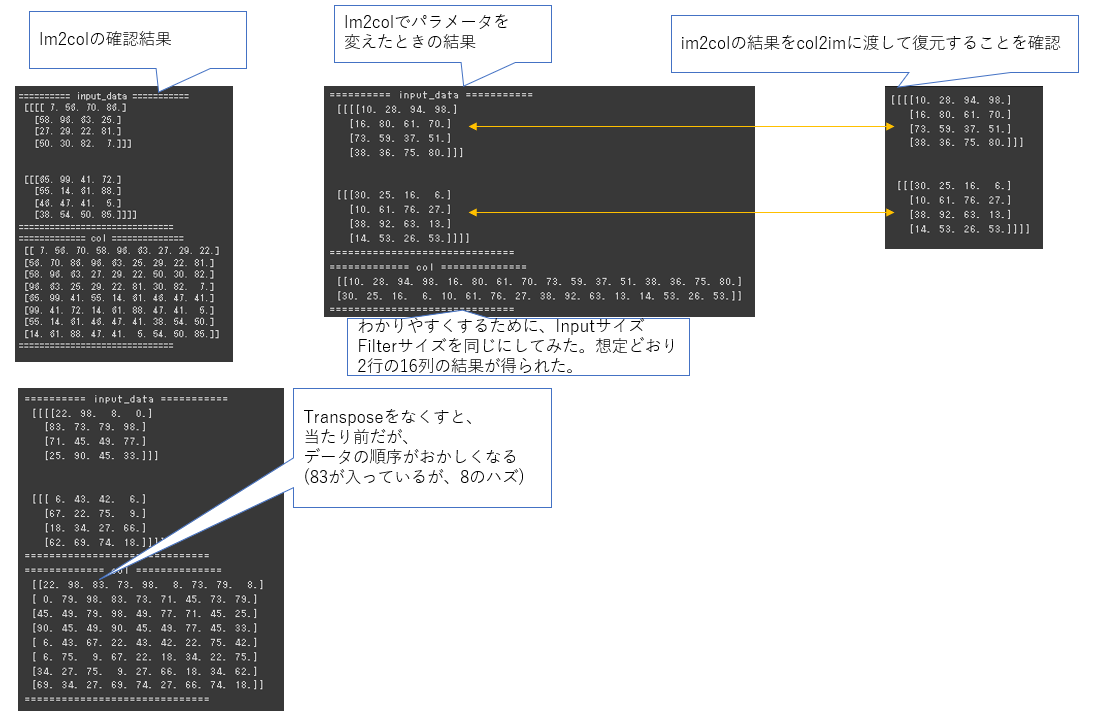 Im2colの確認結果
========== input_data ===========
[[[[ 7. 56. 70. 86.]
[58. 96. 63. 25.]
[27. 29. 22. 81.]
[50. 30. 82.  7.]]]
[[[65. 99. 41. 72.]
[55. 14. 61. 88.]
[46. 47. 41.  5.]
[38. 54. 50. 85.]]]]
==============================
============= col ==============
[[ 7. 56. 70. 58. 96. 63. 27. 29. 22.]
[56. 70. 86. 96. 63. 25. 29. 22. 81.]
[58. 96. 63. 27. 29. 22. 50. 30. 82.]
[96. 63. 25. 29. 22. 81. 30. 82.  7.]
[65. 99. 41. 55. 14. 61. 46. 47. 41.]
[99. 41. 72. 14. 61. 88. 47. 41.  5.]
[55. 14. 61. 46. 47. 41. 38. 54. 50.]
[14. 61. 88. 47. 41.  5. 54. 50. 85.]]
==============================
Im2colでパラメータを
変えたときの結果
========== input_data ===========
[[[[10. 28. 94. 98.]
[16. 80. 61. 70.]
[73. 59. 37. 51.]
[38. 36. 75. 80.]]]
[[[30. 25. 16.  6.]
[10. 61. 76. 27.]
[38. 92. 63. 13.]
[14. 53. 26. 53.]]]]
==============================
============= col ==============
[[10. 28. 94. 98. 16. 80. 61. 70. 73. 59. 37. 51. 38. 36. 75. 80.]
[30. 25. 16.  6. 10. 61. 76. 27. 38. 92. 63. 13. 14. 53. 26. 53.]]
==============================
わかりやすくするために、Inputサイズ
Filterサイズを同じにしてみた。想定どおり
2行の16列の結果が得られた。
im2colの結果をcol2imに渡して復元することを確認
[[[[10. 28. 94. 98.]
[16. 80. 61. 70.]
[73. 59. 37. 51.]
[38. 36. 75. 80.]]]
[[[30. 25. 16.  6.]
[10. 61. 76. 27.]
[38. 92. 63. 13.]
[14. 53. 26. 53.]]]]
========== input_data ===========
[[[[22. 98.  8.  0.]
[83. 73. 79. 98.]
[71. 45. 49. 77.]
[25. 90. 45. 33.]]]
[[[ 6. 43. 42.  6.]
[67. 22. 75.  9.]
[18. 34. 27. 66.]
[62. 69. 74. 18.]]]]
==============================
============= col ==============
[[22. 98. 83. 73. 98.  8. 73. 79.  8.]
[ 0. 79. 98. 83. 73. 71. 45. 73. 79.]
[45. 49. 79. 98. 49. 77. 71. 45. 25.]
[90. 45. 49. 90. 45. 49. 77. 45. 33.]
[ 6. 43. 67. 22. 43. 42. 22. 75. 42.]
[ 6. 75.  9. 67. 22. 18. 34. 22. 75.]
[34. 27. 75.  9. 27. 66. 18. 34. 62.]
[69. 34. 27. 69. 74. 27. 66. 74. 18.]]
==============================
Transposeをなくすと、
当たり前だが、
データの順序がおかしくなる
(83が入っているが、8のハズ)